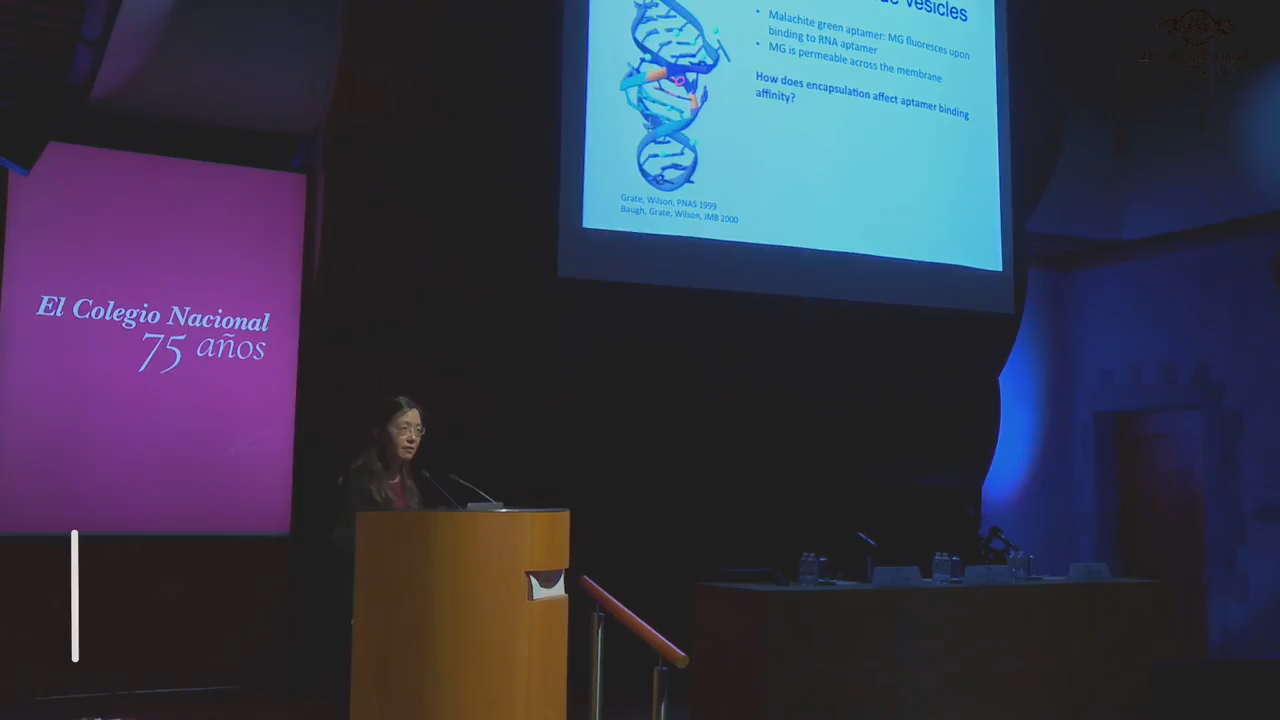 vesicles
• Malachite green aptamer: MG fluoresces upon
binding to RNA aptamer
• MG is permeable across the membrane
How does encapsulation affect aptamer binding
affinity?
Grate, Wilson, PNAS 1999
Baugh, Grate, Wilson, JMB 2000
El Colegio Nacional
75 años